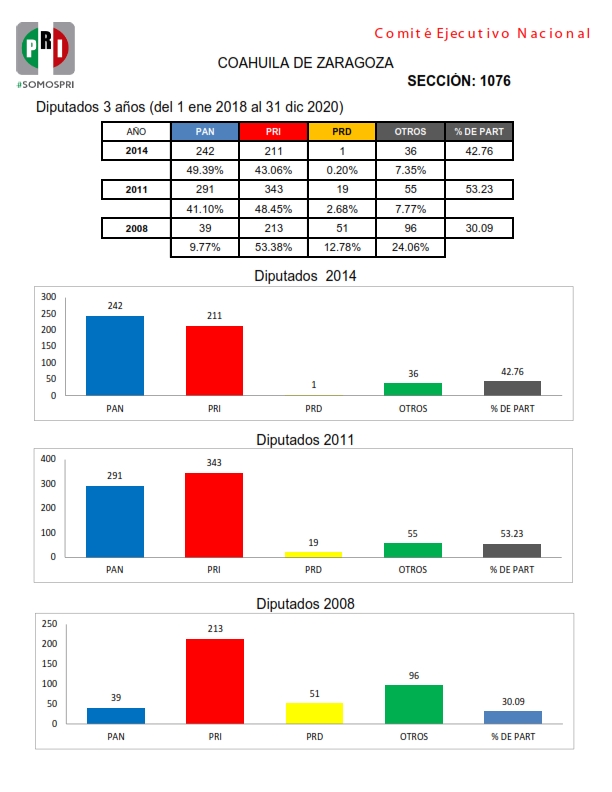 Comité Ejecutivo Nacional
PRI
#SOMOSPRI
COAHUILA DE ZARAGOZA
SECCIÓN: 1076
Diputados 3 años (del 1 ene 2018 al 31 dic 2020)
AÑO PAN PRI PRD OTROS % DE PART
2014 242 211 1 36 42.76
49.39% 43.06% 0.20% 7.35%
2011 291 343 19 55 53.23
41.10% 48.45% 2.68% 7.77%
2008 39 213 51 96 30.09
9.77% 53.38% 12.78% 24.06%
Diputados 2014
300
250
200
150
100
50
0
242 211 1 36 42.76
PAN PRI PRD OTROS % DE PART
Diputados 2011
400
300
200
100
0
291 343 19 55 53.23
PAN PRI PRD OTROS % DE PART
Diputados 2008
250
200
150
100
50
0
39 213 51 96 30.09
PAN PRI PRD OTROS % DE PART